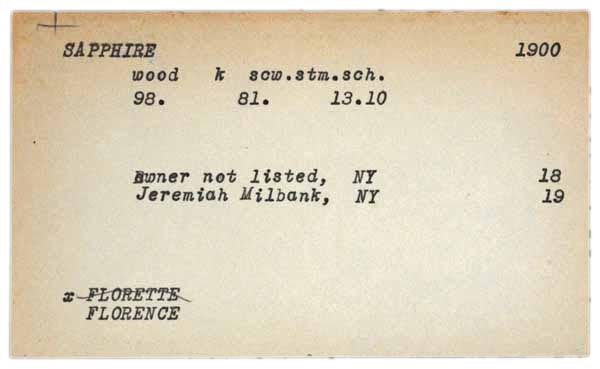 SAPPHIRE 1900
wood k scw.stm.sch.
98. 81. 13.10
owner not listed, NY 18
Jeremiah Milbank, NY 19
x FLORETTE
FLORENCE